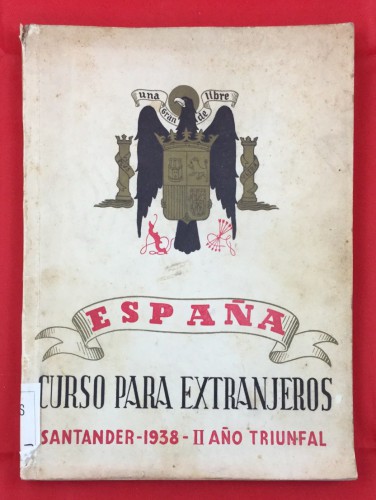 una
Grande
libre
ESPAÑA
CURSO PARA EXTRANJEROS
SANTANDER-1938-II AÑO TRIUNFAL
S